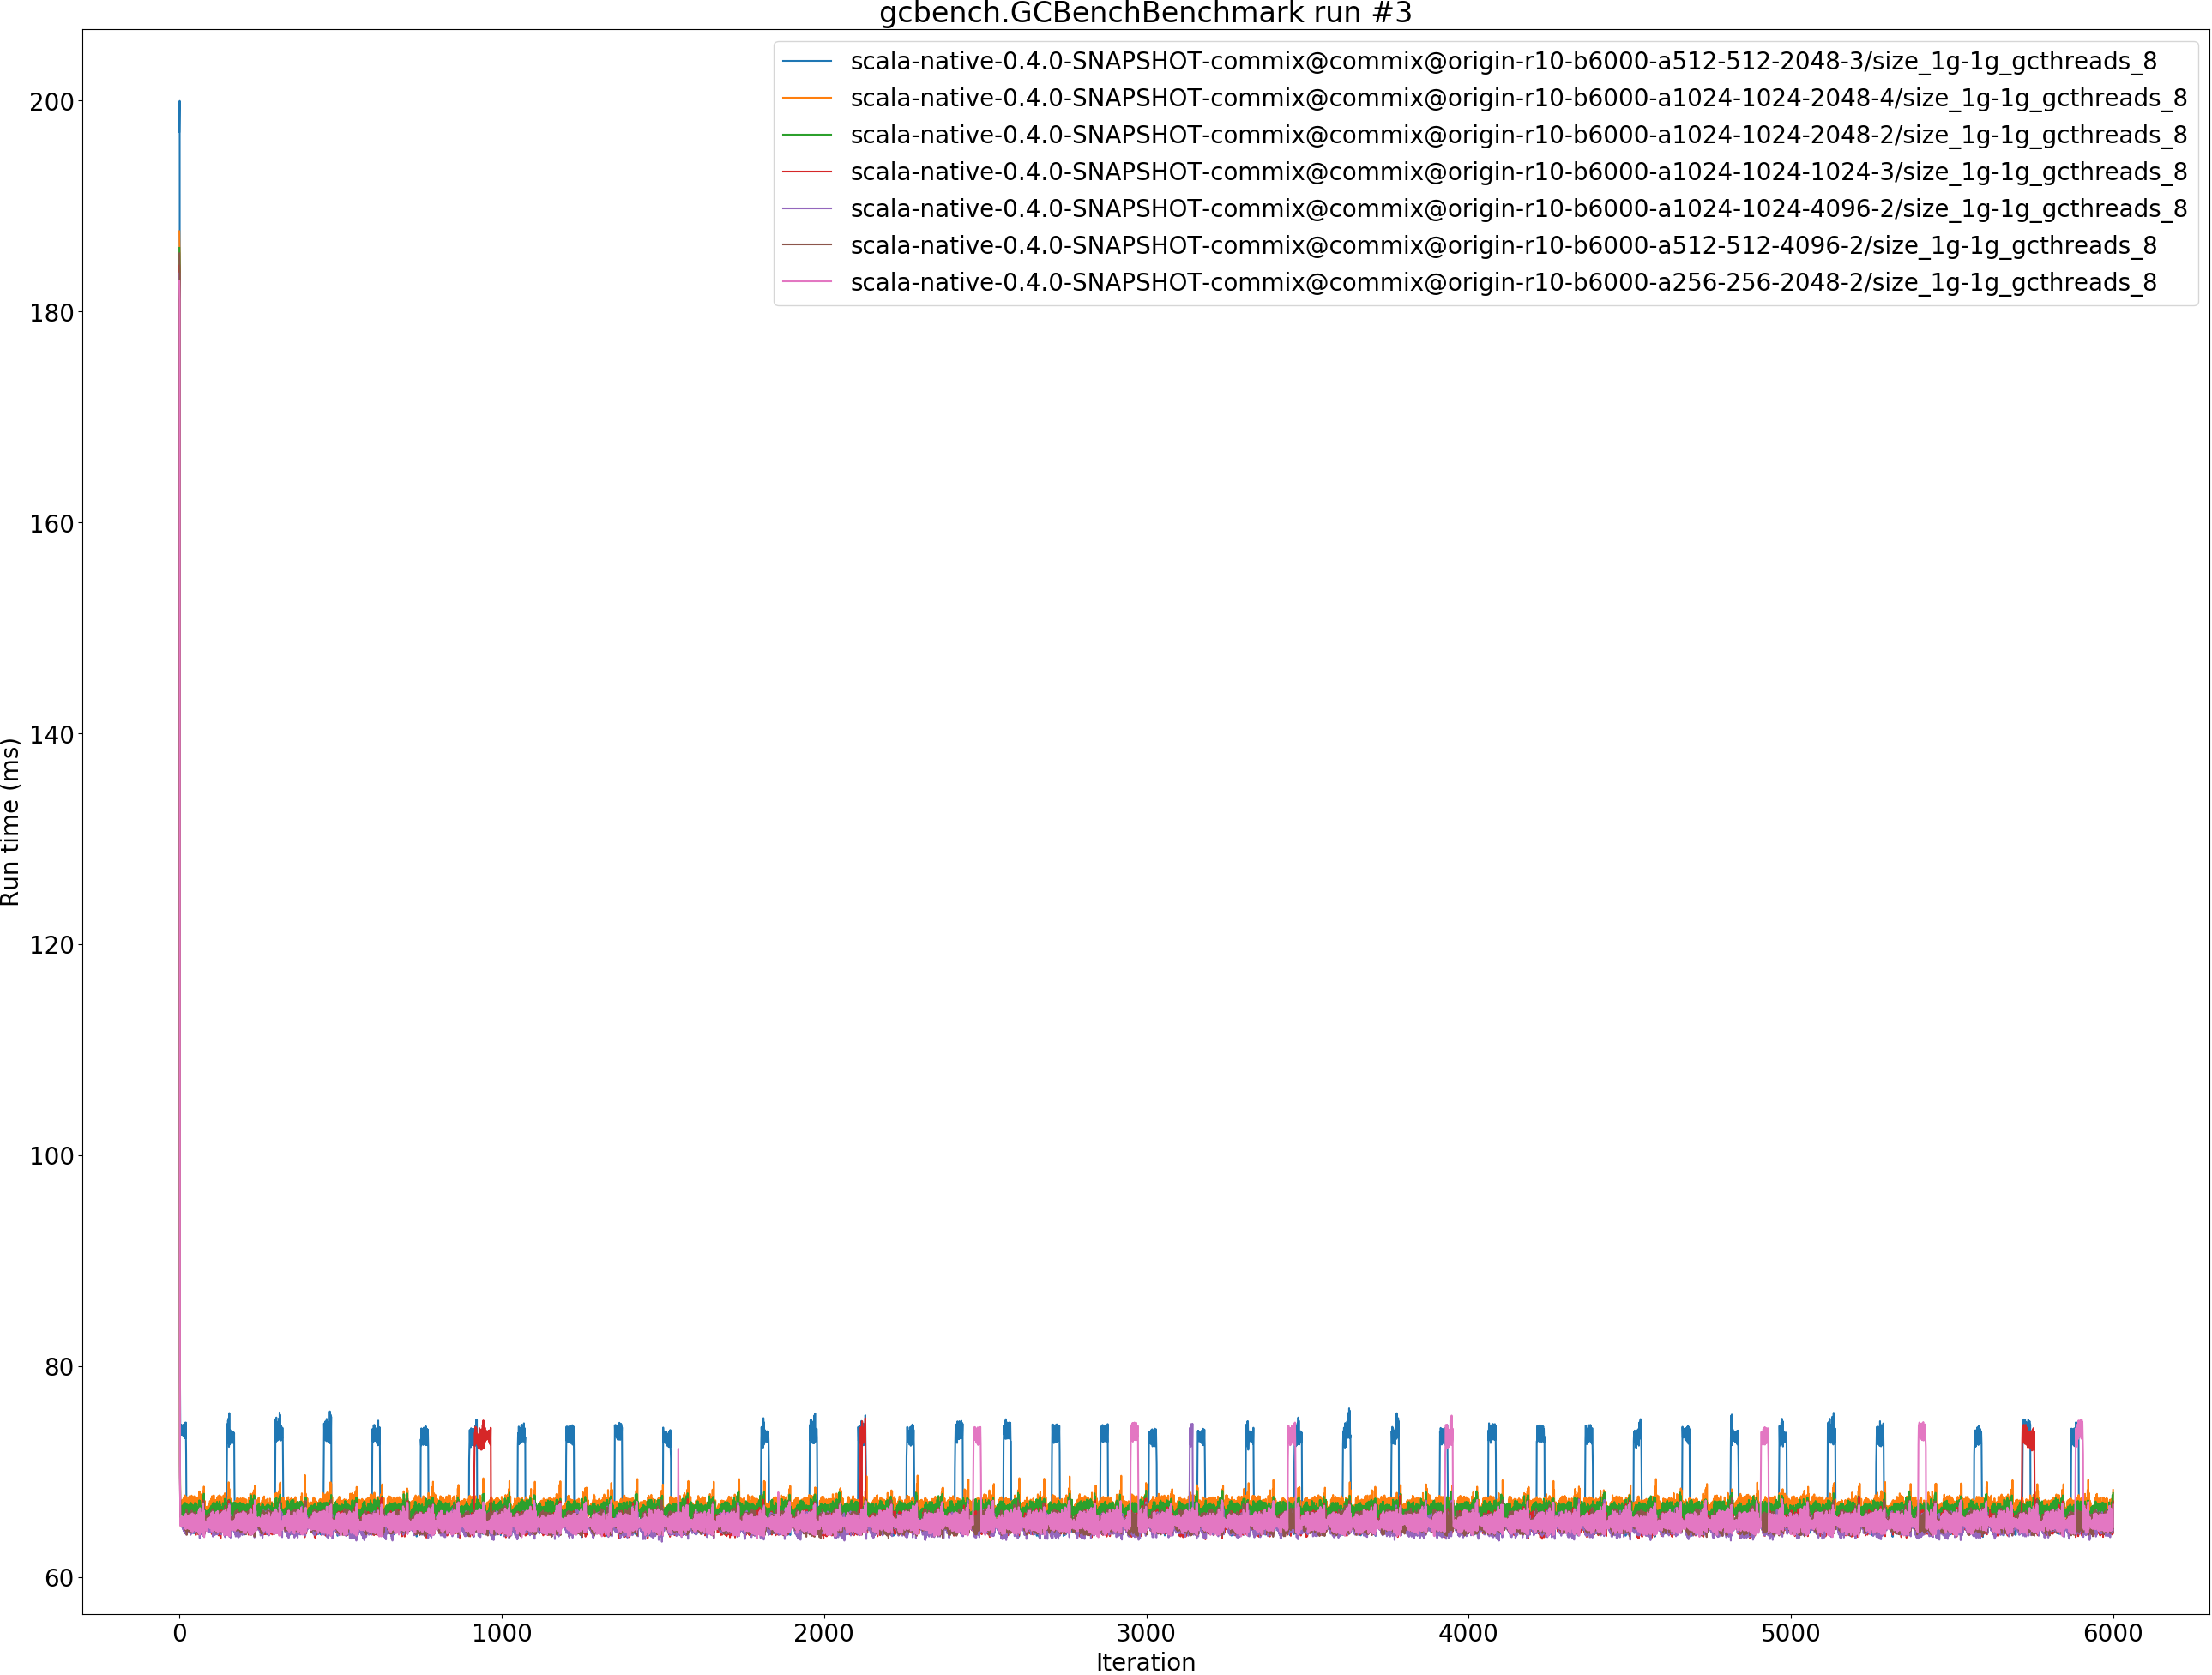 gcbench.GCBenchBenchmark run #3
scala-native-0.4.0-SNAPSHOT-commix@commix@origin-r10-b6000-a512-512-2048-3/size_1g-1g_gcthreads_8
scala-native-0.4.0-SNAPSHOT-commix@commix@origin-r10-b6000-a1024-1024-2048-4/size_1g-1g_gcthreads_8
scala-native-0.4.0-SNAPSHOT-commix@commix@origin-r10-b6000-a1024-1024-2048-2/size_1g-1g_gcthreads_8
scala-native-0.4.0-SNAPSHOT-commix@commix@origin-r10-b6000-a1024-1024-1024-3/size_1g-1g_gcthreads_8
scala-native-0.4.0-SNAPSHOT-commix@commix@origin-r10-b6000-a1024-1024-4096-2/size_1g-1g_gcthreads_8
scala-native-0.4.0-SNAPSHOT-commix@commix@origin-r10-b6000-a512-512-4096-2/size_1g-1g_gcthreads_8
scala-native-0.4.0-SNAPSHOT-commix@commix@origin-r10-b6000-a256-256-2048-2/size_1g-1g_gcthreads_8
200
180
160
140
120
100
80
60
Run time (ms)
0 1000 2000 3000 4000 5000 6000
Iteration